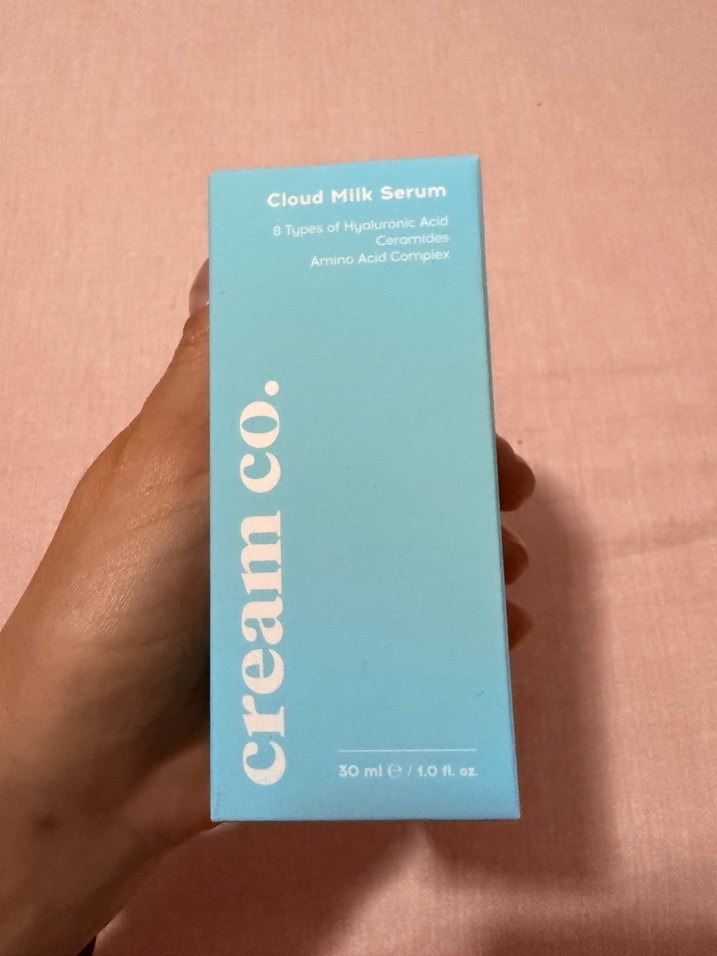 Cloud Milk Serum
8 Types of Hyaluronic Acid
Ceramides
Amino Acid Complex
cream co.
30 ml ℮ / 1.0 fl. oz.